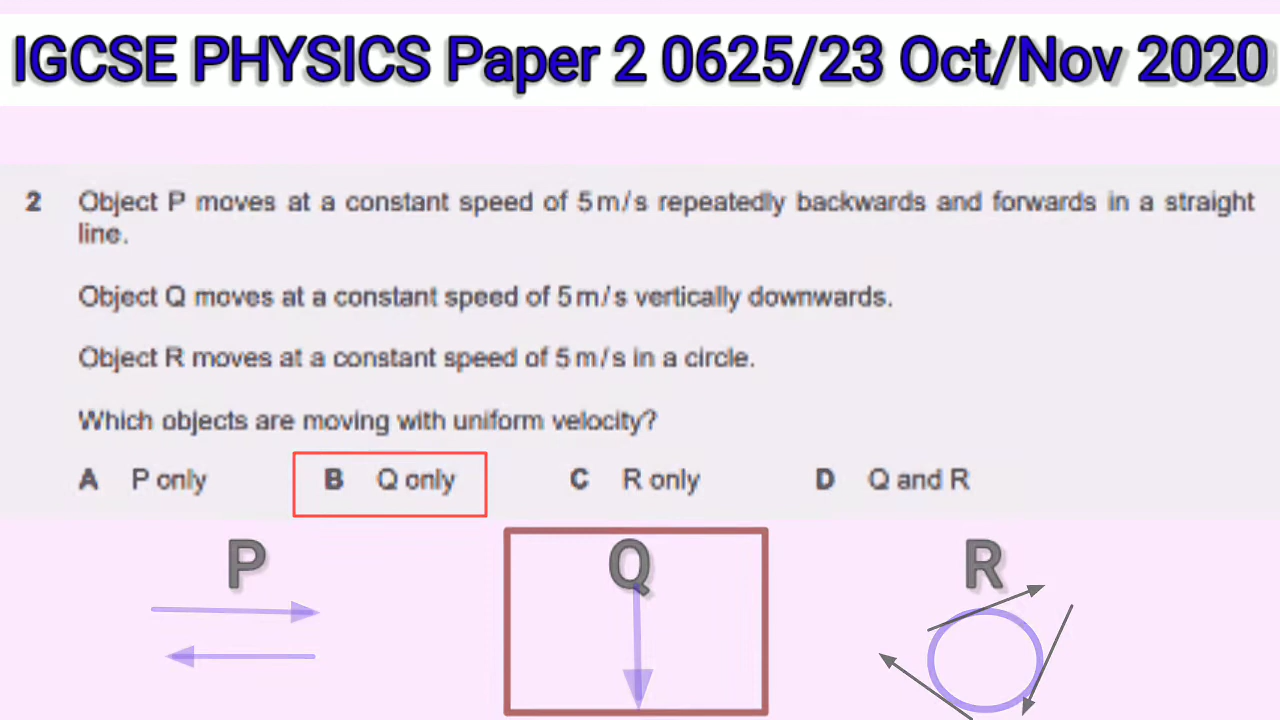 IGCSE PHYSICS Paper 2 0625/23 Oct/Nov 2020
2 Object P moves at a constant speed of 5 m/s repeatedly backwards and forwards in a straight
line.
Object Q moves at a constant speed of 5 m/s vertically downwards.
Object R moves at a constant speed of 5 m/s in a circle.
Which objects are moving with uniform velocity?
A P only B Q only C R only D Q and R
P Q R